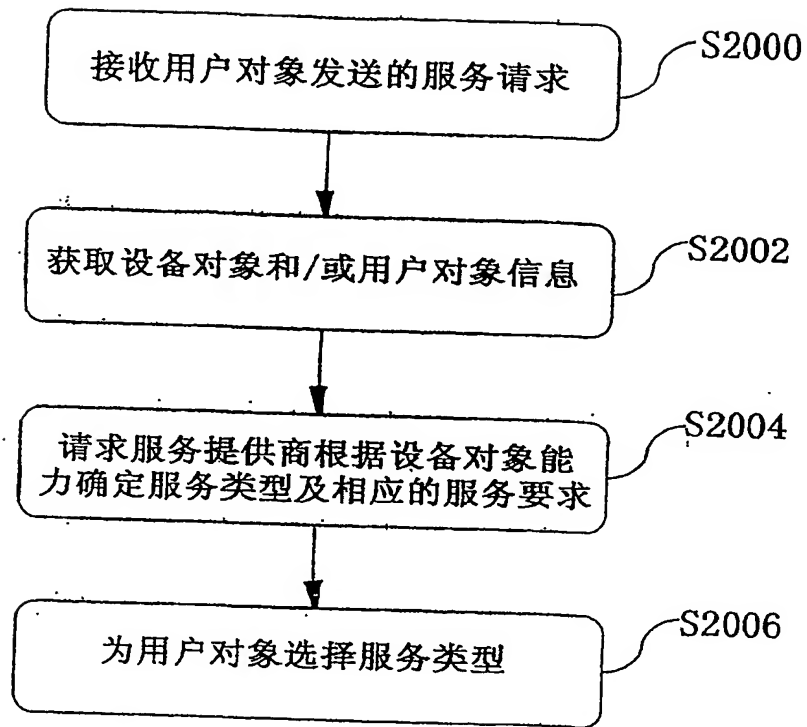 接收用户对象发送的服务请求
S2000
获取设备对象和/或用户对象信息
S2002
请求服务提供商根据设备对象能
力确定服务类型及相应的服务要求
S2004
为用户对象选择服务类型
S2006